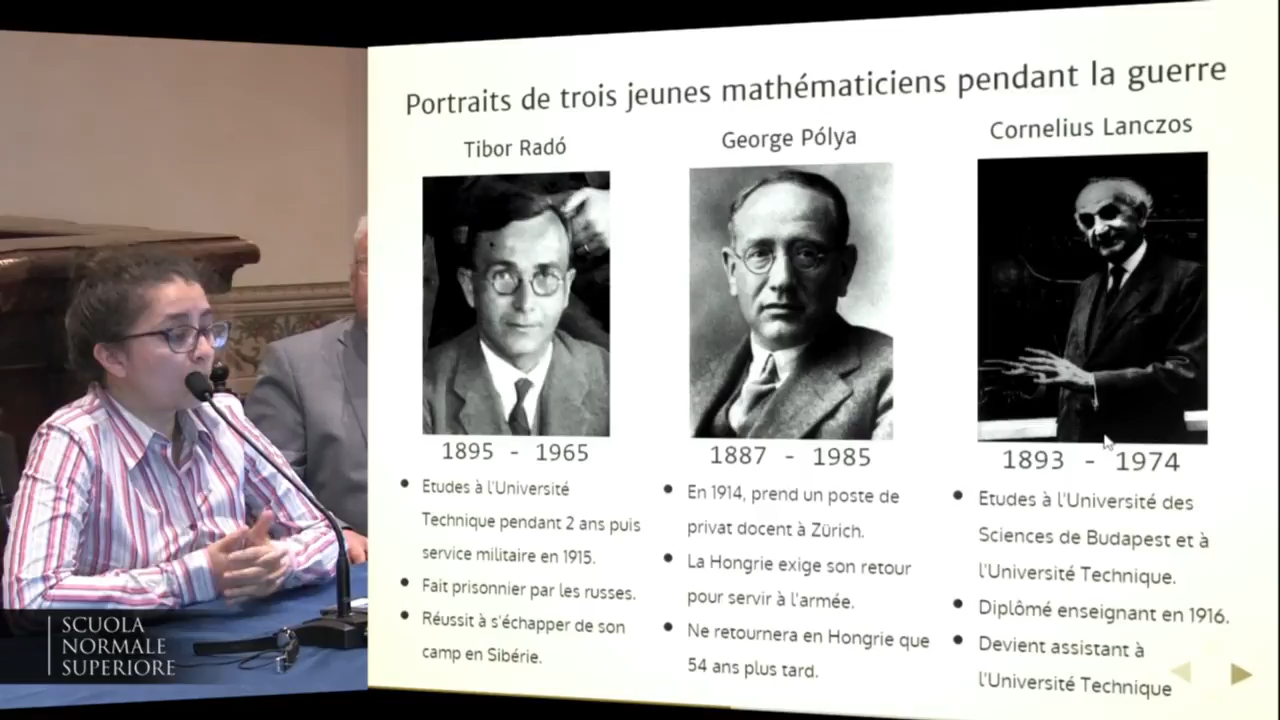 Portraits de trois jeunes mathématiciens pendant la guerre
Tibor Radó
1895 - 1965
Etudes à l'Université
Technique pendant 2 ans puis
service militaire en 1915.
Fait prisonnier par les russes.
Réussit à s'échapper de son
camp en Sibérie.
George Pólya
1887 - 1985
En 1914, prend un poste de
privat docent à Zürich.
La Hongrie exige son retour
pour servir à l'armée.
Ne retournera en Hongrie que
54 ans plus tard.
Cornelius Lanczos
1893 - 1974
Etudes à l'Université des
Sciences de Budapest et à
l'Université Technique.
Diplômé enseignant en 1916.
Devient assistant à
l'Université Technique
SCUOLA
NORMALE
SUPERIORE